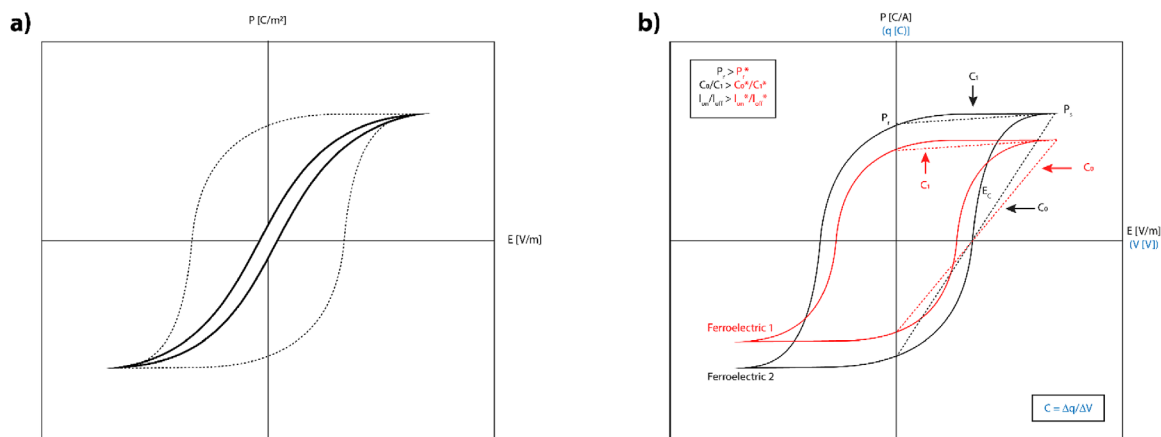 a)
P [C/m²]
E [V/m]
b)
P [C/A]
(q [C])
Pr > Pr*
C₀/C₁ > C₀*/C₁*
Ion/Ioff > Ion*/Ioff*
C₁
Pr
Ps
C₁
C₀
EC
C₀
E [V/m]
(V [V])
Ferroelectric 1
Ferroelectric 2
C = Δq/ΔV